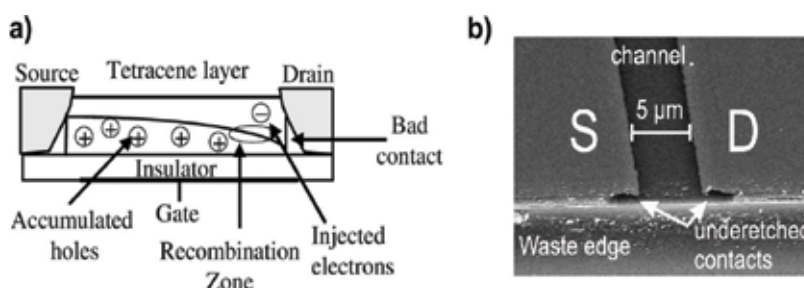 a)
Source
Tetracene layer
Drain
Bad
contact
Insulator
Gate
Accumulated
holes
Recombination
Zone
Injected
electrons
b)
channel
5 µm
S
D
Waste edge
underetched
contacts